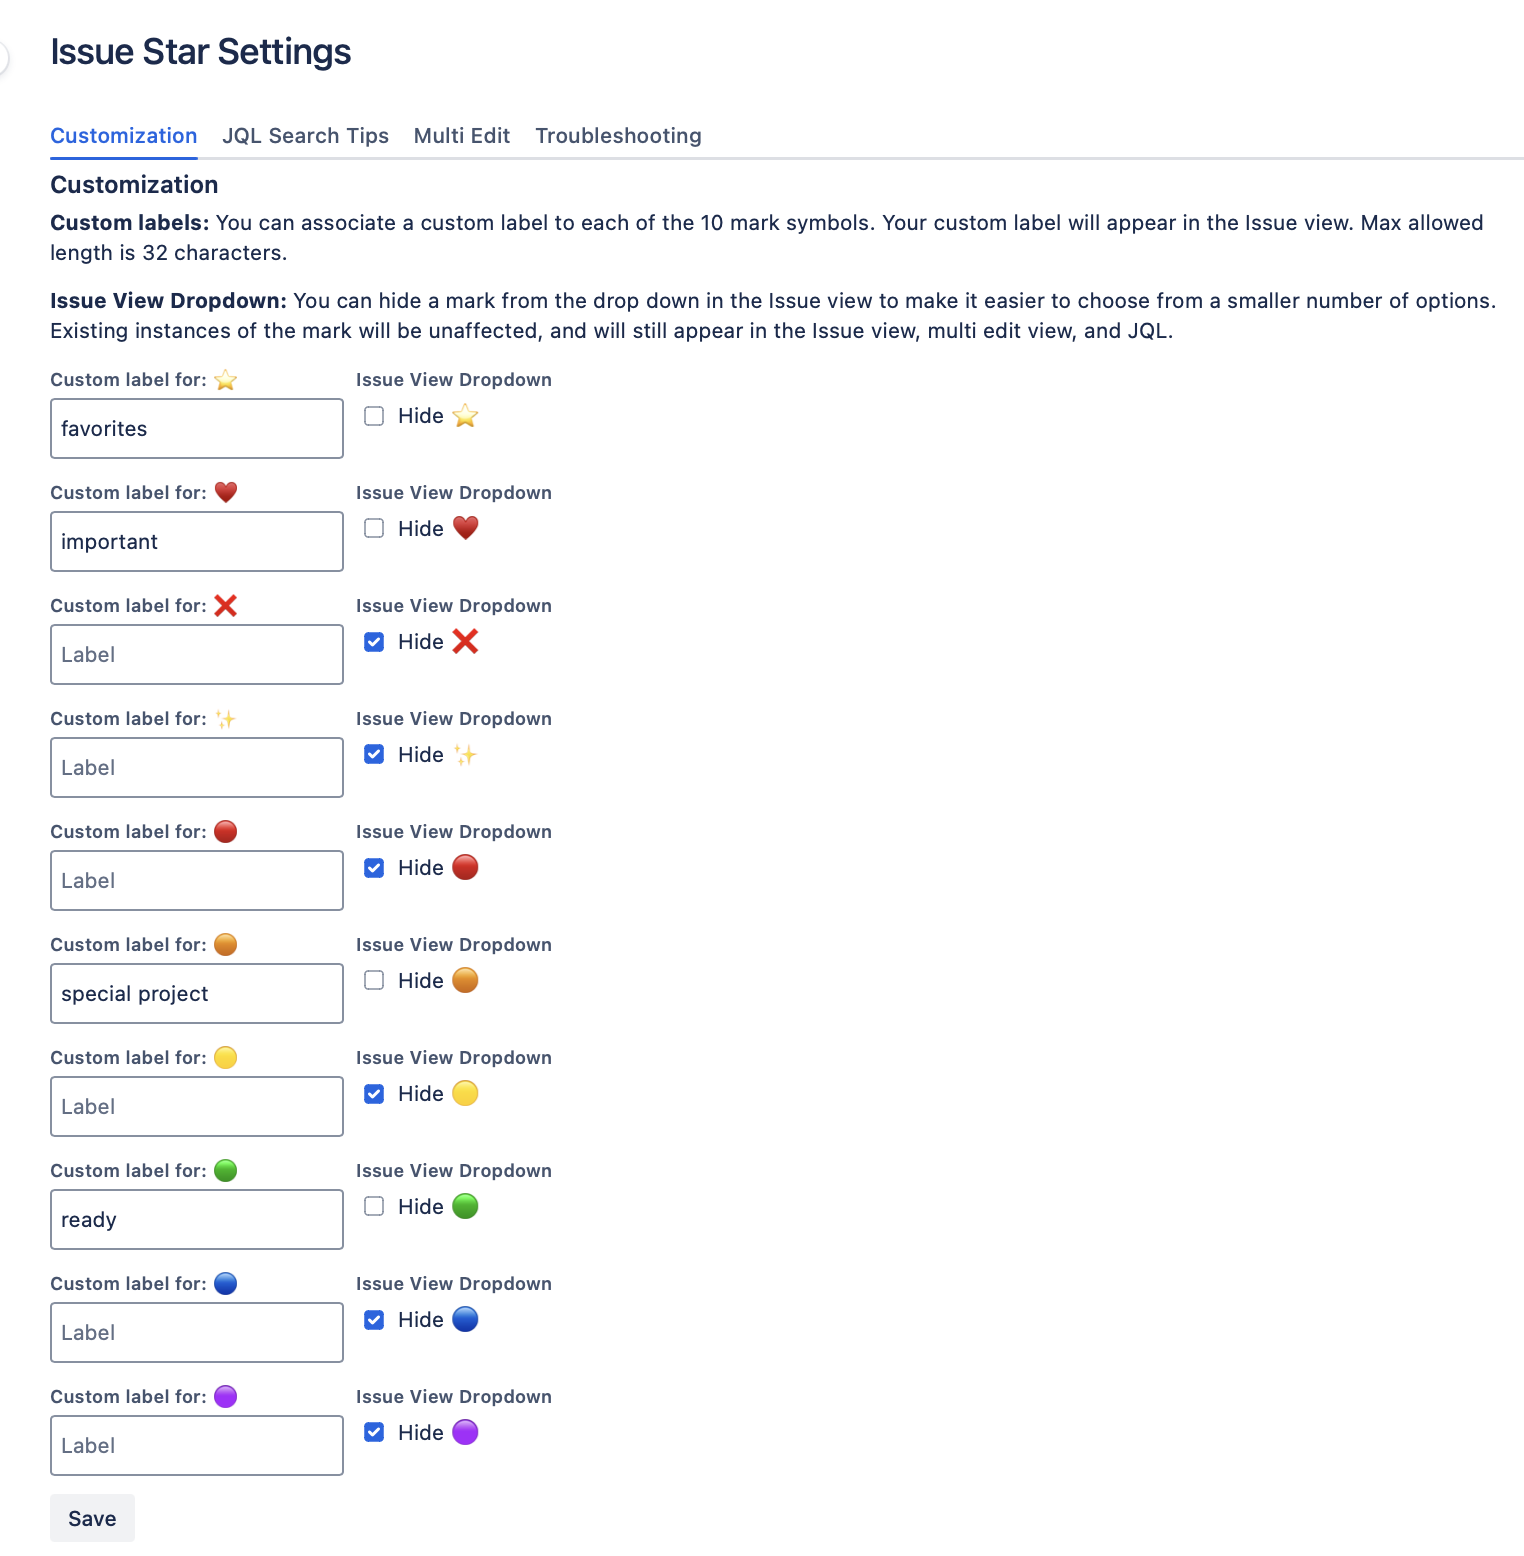 Issue Star Settings
Customization JQL Search Tips Multi Edit Troubleshooting
Customization
Custom labels: You can associate a custom label to each of the 10 mark symbols. Your custom label will appear in the Issue view. Max allowed
length is 32 characters.
Issue View Dropdown: You can hide a mark from the drop down in the Issue view to make it easier to choose from a smaller number of options.
Existing instances of the mark will be unaffected, and will still appear in the Issue view, multi edit view, and JQL.
Custom label for: ⭐ Issue View Dropdown
Hide ⭐
favorites
Custom label for: ♥️ Issue View Dropdown
Hide ♥️
important
Custom label for: ❌ Issue View Dropdown
Hide ❌
Label
Custom label for: ✨ Issue View Dropdown
Hide ✨
Label
Custom label for: 🔴 Issue View Dropdown
Hide 🔴
Label
Custom label for: 🟠 Issue View Dropdown
Hide 🟠
special project
Custom label for: 🟡 Issue View Dropdown
Hide 🟡
Label
Custom label for: 🟢 Issue View Dropdown
Hide 🟢
ready
Custom label for: 🔵 Issue View Dropdown
Hide 🔵
Label
Custom label for: 🟣 Issue View Dropdown
Hide 🟣
Label
Save